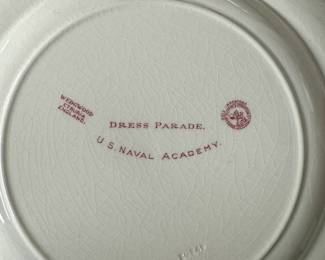 WEDGWOOD
ETRURIA
ENGLAND.
DRESS PARADE.
U.S. NAVAL ACADEMY.